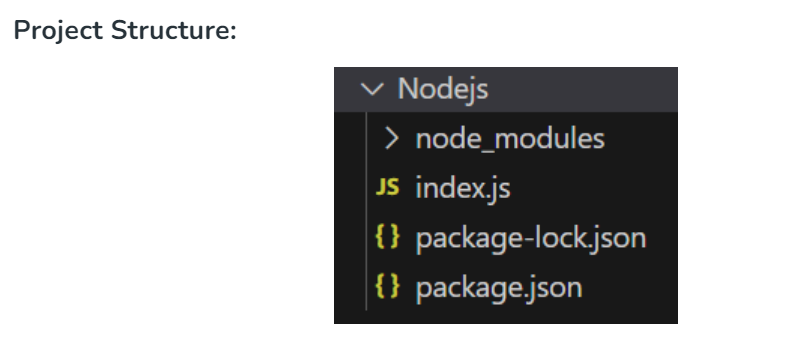 Project Structure:
Nodejs
node_modules
JS index.js
{} package-lock.json
{} package.json